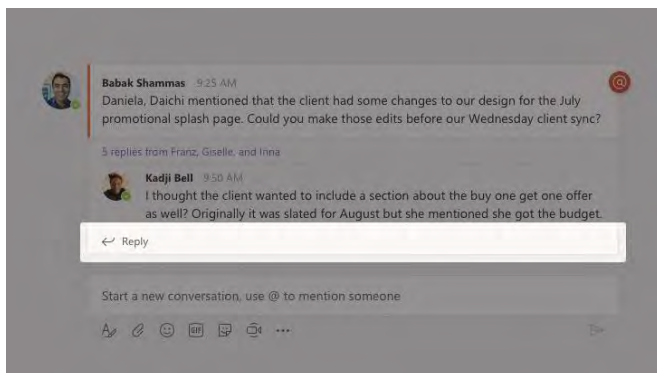 Babak Shammas 9:25 AM
Daniela, Daichi mentioned that the client had some changes to our design for the July
promotional splash page. Could you make those edits before our Wednesday client sync?
5 replies from Franz, Giselle, and Inna
Kadji Bell 9:50 AM
I thought the client wanted to include a section about the buy one get one offer
as well? Originally it was slated for August but she mentioned she got the budget.
Reply
Start a new conversation, use @ to mention someone
GIF